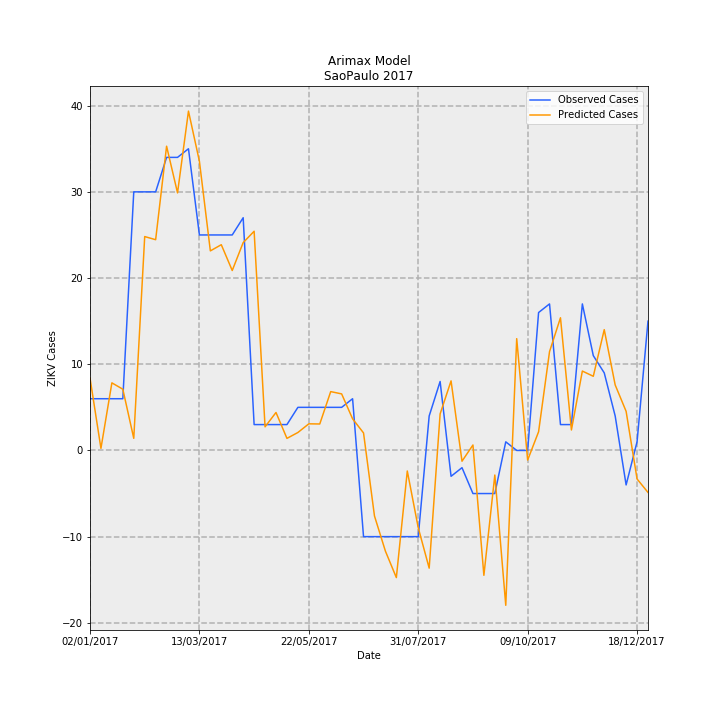 Arimax Model
SaoPaulo 2017
Observed Cases
Predicted Cases
ZIKV Cases
40
30
20
10
0
−10
−20
02/01/2017 13/03/2017 22/05/2017 31/07/2017 09/10/2017 18/12/2017
Date